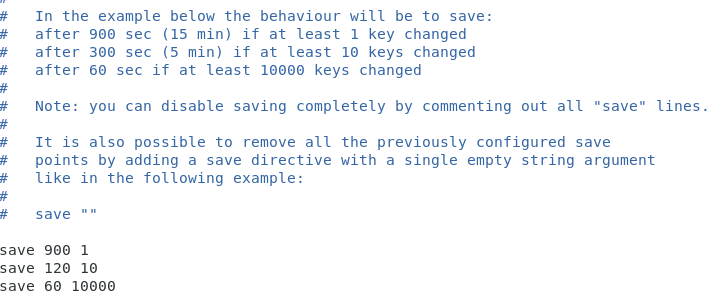 #
#   In the example below the behaviour will be to save:
#   after 900 sec (15 min) if at least 1 key changed
#   after 300 sec (5 min) if at least 10 keys changed
#   after 60 sec if at least 10000 keys changed
#
#   Note: you can disable saving completely by commenting out all "save" lines.
#
#   It is also possible to remove all the previously configured save
#   points by adding a save directive with a single empty string argument
#   like in the following example:
#
#   save ""

save 900 1
save 120 10
save 60 10000